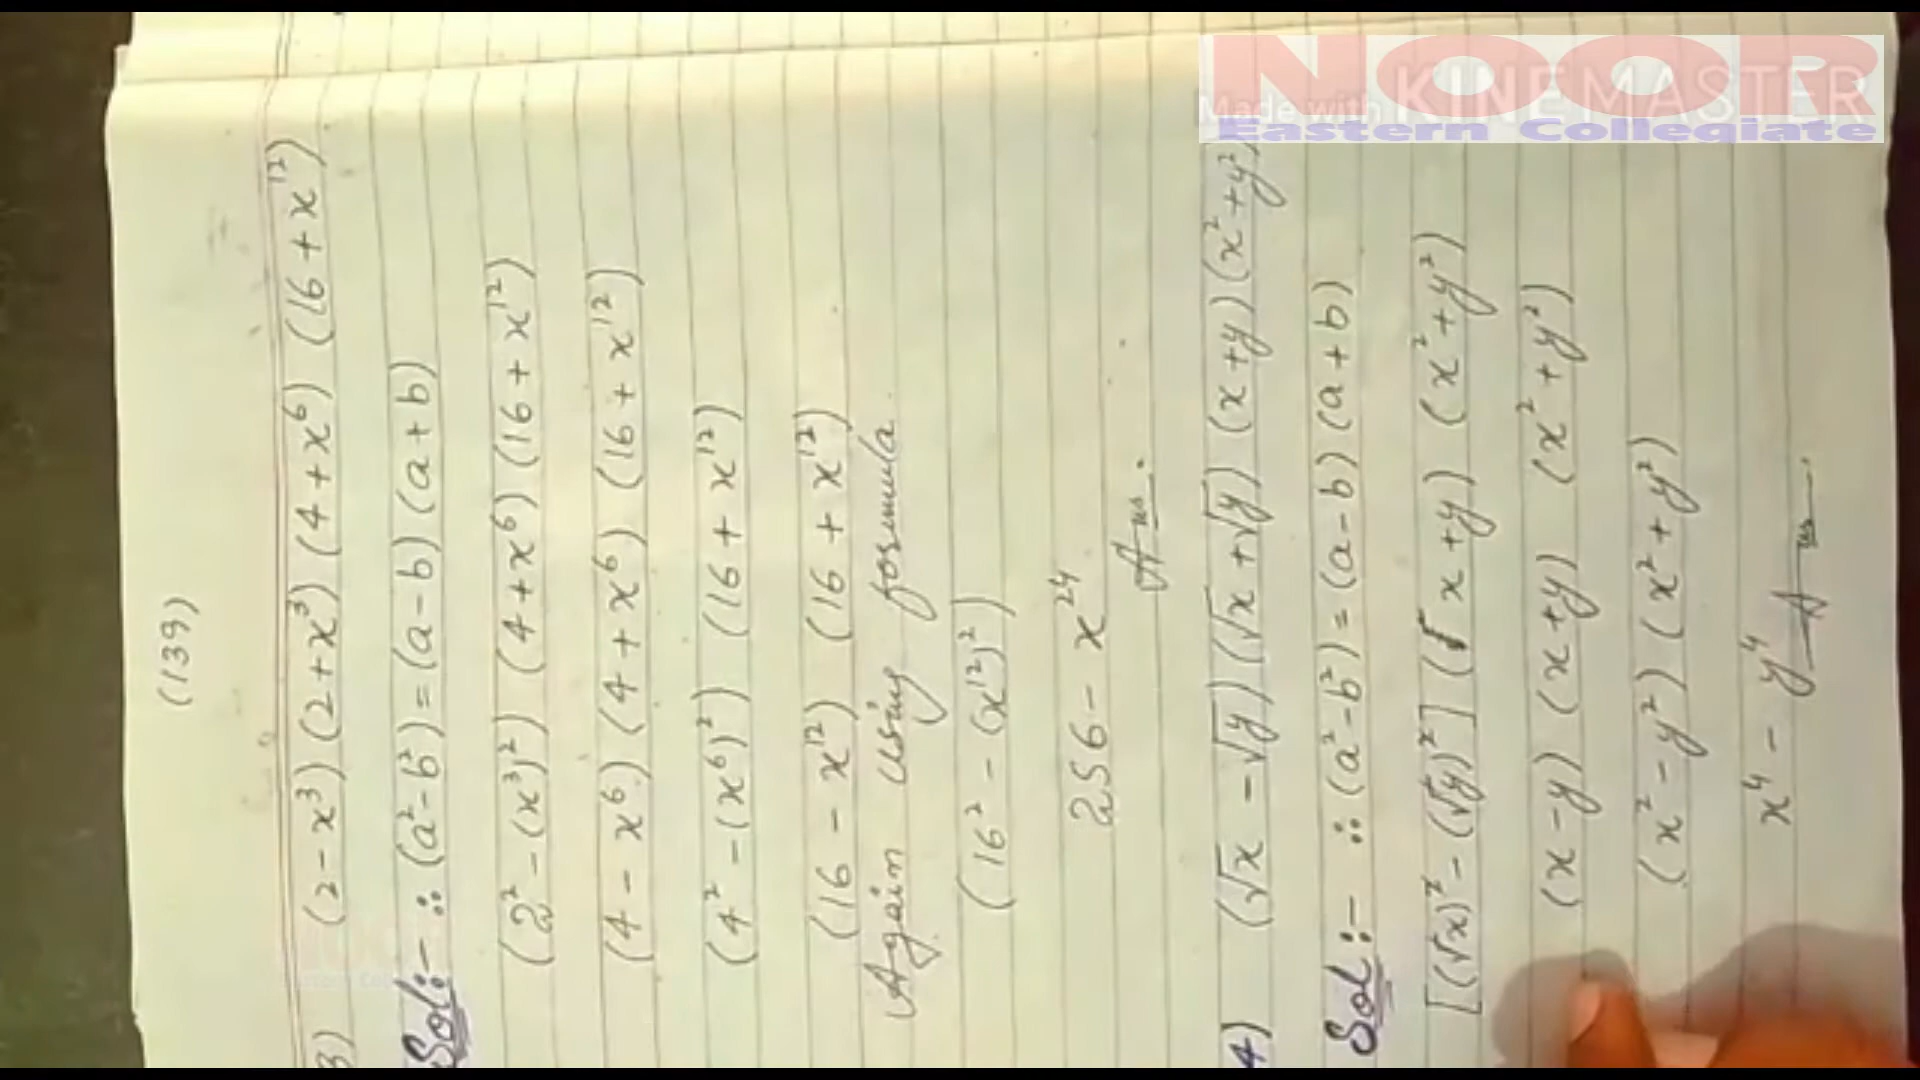 NOOR
Made with KINEMASTER
Eastern Collegiate
(139)
3) (2-x³)(2+x³)(4+x⁶)(16+x¹²)
Sol:- ∴ (a²-b²)=(a-b)(a+b)
(2²-(x³)²)(4+x⁶)(16+x¹²)
(4-x⁶)(4+x⁶)(16+x¹²)
(4²-(x⁶)²)(16+x¹²)
(16-x¹²)(16+x¹²)
Again using formula
(16²-(x¹²)²)
256-x²⁴
Ans.
4) (√x-√y)(√x+√y)(x+y)(x²+y²)
Sol:- ∴ (a²-b²)=(a-b)(a+b)
[(√x)²-(√y)²](x+y)(x²+y²)
(x-y)(x+y)(x²+y²)
(x²-y²)(x²+y²)
x⁴-y⁴
Ans.